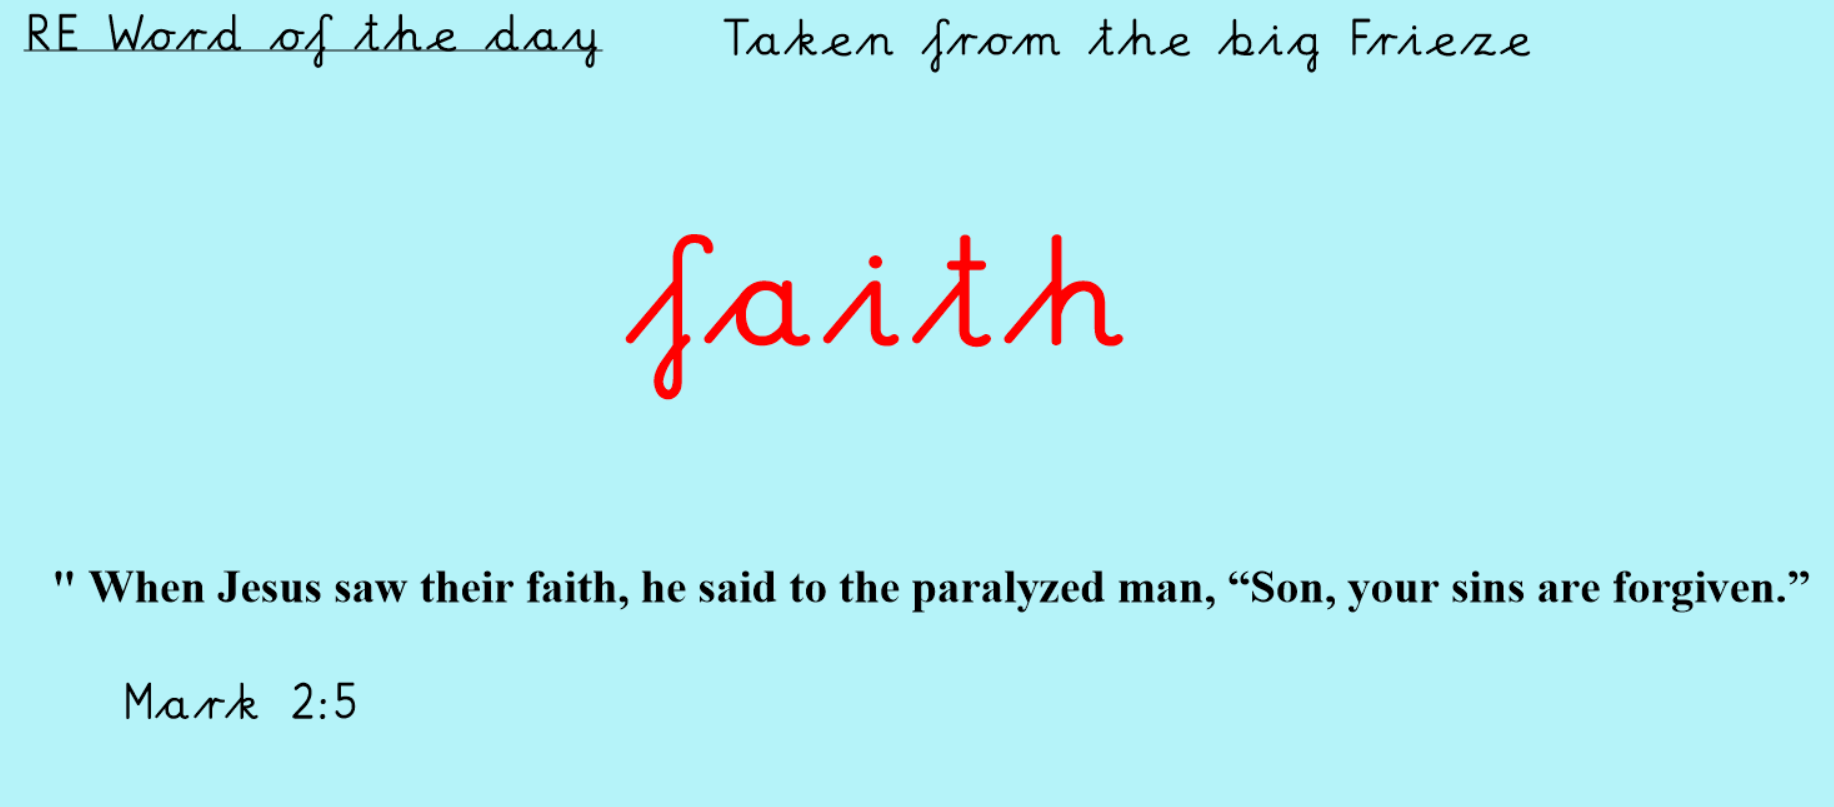 RE Word of the day Taken from the big Frieze
faith
" When Jesus saw their faith, he said to the paralyzed man, “Son, your sins are forgiven.”
Mark 2:5